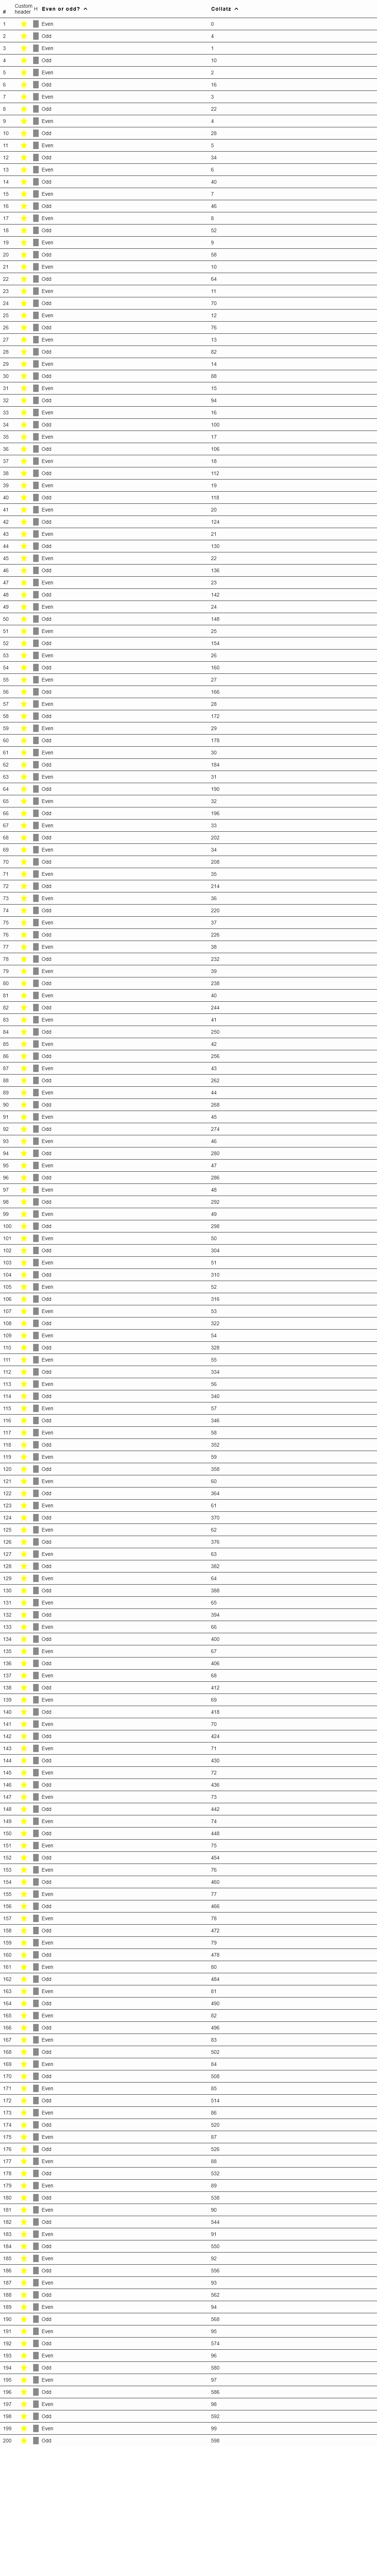 # Custom header H Even or odd? Collatz
1 Even 0
2 Odd 4
3 Even 1
4 Odd 10
5 Even 2
6 Odd 16
7 Even 3
8 Odd 22
9 Even 4
10 Odd 28
11 Even 5
12 Odd 34
13 Even 6
14 Odd 40
15 Even 7
16 Odd 46
17 Even 8
18 Odd 52
19 Even 9
20 Odd 58
21 Even 10
22 Odd 64
23 Even 11
24 Odd 70
25 Even 12
26 Odd 76
27 Even 13
28 Odd 82
29 Even 14
30 Odd 88
31 Even 15
32 Odd 94
33 Even 16
34 Odd 100
35 Even 17
36 Odd 106
37 Even 18
38 Odd 112
39 Even 19
40 Odd 118
41 Even 20
42 Odd 124
43 Even 21
44 Odd 130
45 Even 22
46 Odd 136
47 Even 23
48 Odd 142
49 Even 24
50 Odd 148
51 Even 25
52 Odd 154
53 Even 26
54 Odd 160
55 Even 27
56 Odd 166
57 Even 28
58 Odd 172
59 Even 29
60 Odd 178
61 Even 30
62 Odd 184
63 Even 31
64 Odd 190
65 Even 32
66 Odd 196
67 Even 33
68 Odd 202
69 Even 34
70 Odd 208
71 Even 35
72 Odd 214
73 Even 36
74 Odd 220
75 Even 37
76 Odd 226
77 Even 38
78 Odd 232
79 Even 39
80 Odd 238
81 Even 40
82 Odd 244
83 Even 41
84 Odd 250
85 Even 42
86 Odd 256
87 Even 43
88 Odd 262
89 Even 44
90 Odd 268
91 Even 45
92 Odd 274
93 Even 46
94 Odd 280
95 Even 47
96 Odd 286
97 Even 48
98 Odd 292
99 Even 49
100 Odd 298
101 Even 50
102 Odd 304
103 Even 51
104 Odd 310
105 Even 52
106 Odd 316
107 Even 53
108 Odd 322
109 Even 54
110 Odd 328
111 Even 55
112 Odd 334
113 Even 56
114 Odd 340
115 Even 57
116 Odd 346
117 Even 58
118 Odd 352
119 Even 59
120 Odd 358
121 Even 60
122 Odd 364
123 Even 61
124 Odd 370
125 Even 62
126 Odd 376
127 Even 63
128 Odd 382
129 Even 64
130 Odd 388
131 Even 65
132 Odd 394
133 Even 66
134 Odd 400
135 Even 67
136 Odd 406
137 Even 68
138 Odd 412
139 Even 69
140 Odd 418
141 Even 70
142 Odd 424
143 Even 71
144 Odd 430
145 Even 72
146 Odd 436
147 Even 73
148 Odd 442
149 Even 74
150 Odd 448
151 Even 75
152 Odd 454
153 Even 76
154 Odd 460
155 Even 77
156 Odd 466
157 Even 78
158 Odd 472
159 Even 79
160 Odd 478
161 Even 80
162 Odd 484
163 Even 81
164 Odd 490
165 Even 82
166 Odd 496
167 Even 83
168 Odd 502
169 Even 84
170 Odd 508
171 Even 85
172 Odd 514
173 Even 86
174 Odd 520
175 Even 87
176 Odd 526
177 Even 88
178 Odd 532
179 Even 89
180 Odd 538
181 Even 90
182 Odd 544
183 Even 91
184 Odd 550
185 Even 92
186 Odd 556
187 Even 93
188 Odd 562
189 Even 94
190 Odd 568
191 Even 95
192 Odd 574
193 Even 96
194 Odd 580
195 Even 97
196 Odd 586
197 Even 98
198 Odd 592
199 Even 99
200 Odd 598